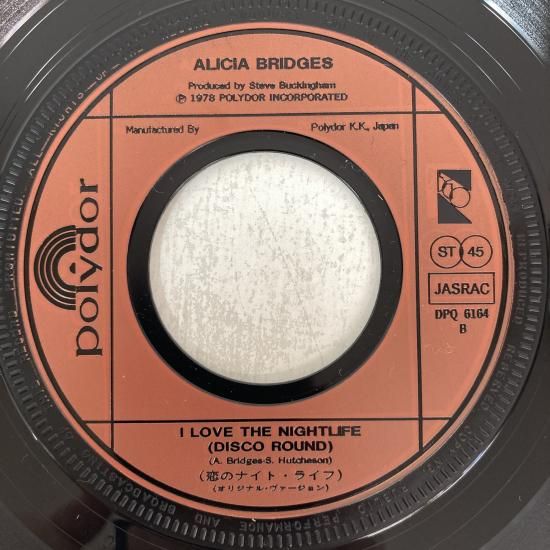 ALICIA BRIDGES
Produced by Steve Buckingham
℗ 1978 POLYDOR INCORPORATED
Manufactured By
Polydor K.K., Japan
polydor
ST 45
JASRAC
DPQ 6164
B
I LOVE THE NIGHTLIFE
(DISCO ROUND)
(A. Bridges-S. Hutcheson)
(恋のナイト・ライフ)
(オリジナル・ヴァージョン)